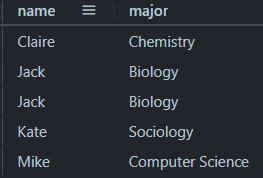 name major
Claire Chemistry
Jack Biology
Jack Biology
Kate Sociology
Mike Computer Science